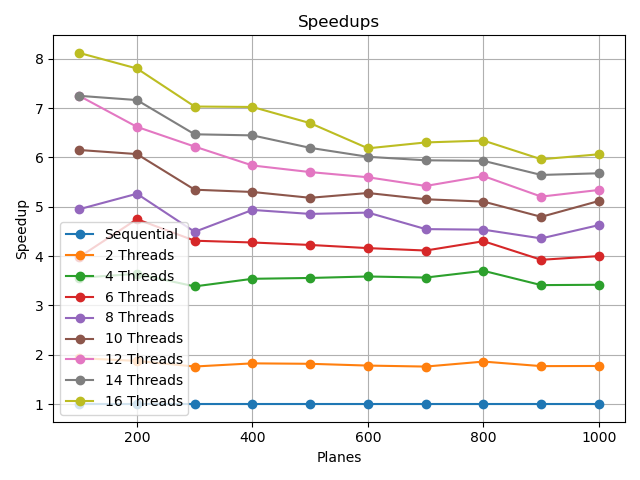 Speedups
8
7
6
5
4
3
2
1
Speedup
Sequential
2 Threads
4 Threads
6 Threads
8 Threads
10 Threads
12 Threads
14 Threads
16 Threads
200 400 600 800 1000
Planes